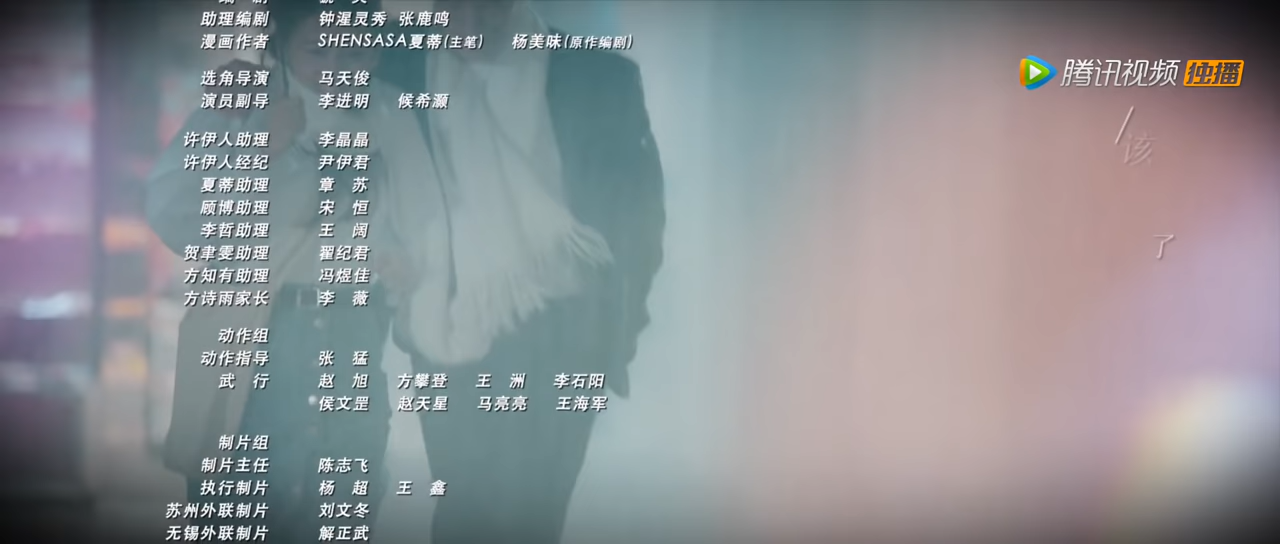 助理编剧 钟渥灵秀 张鹿鸣
漫画作者 SHENSASA夏蒂(主笔) 杨美味(原作编剧)
选角导演 马天俊
演员副导 李进明 候希灏
许伊人助理 李晶晶
许伊人经纪 尹伊君
夏蒂助理 章 苏
顾博助理 宋 恒
李哲助理 王 阔
贺聿雯助理 翟纪君
方知有助理 冯煜佳
方诗雨家长 李 薇
动作组
动作指导 张 猛
武 行 赵 旭 方攀登 王 洲 李石阳
侯文罡 赵天星 马亮亮 王海军
制片组
制片主任 陈志飞
执行制片 杨 超 王 鑫
苏州外联制片 刘文冬
无锡外联制片 解正武
腾讯视频 独播
该
了